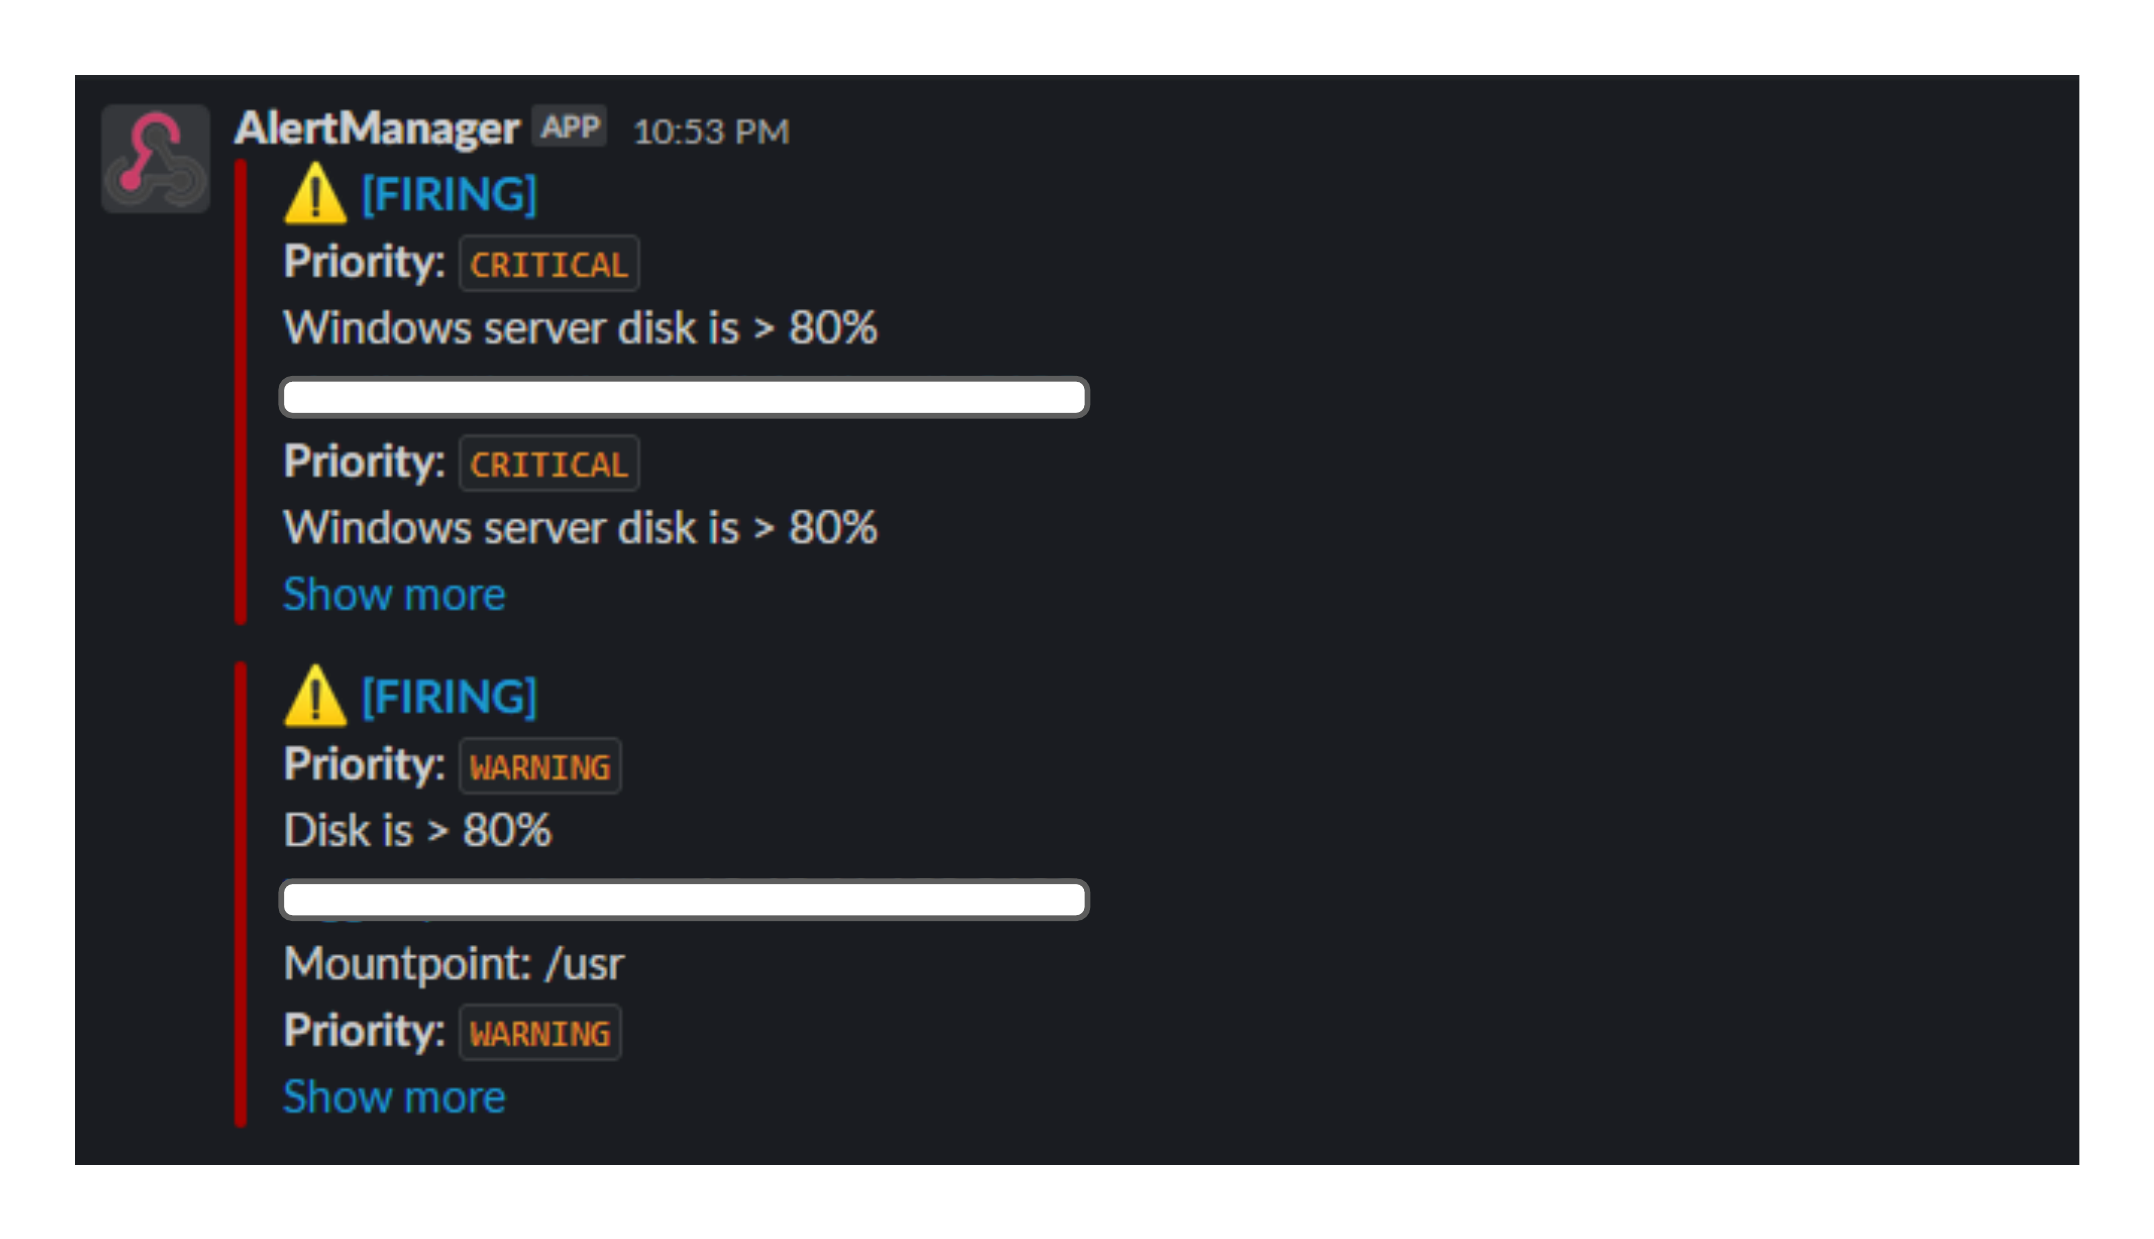 AlertManager APP 10:53 PM
[FIRING]
Priority: CRITICAL
Windows server disk is > 80%
Priority: CRITICAL
Windows server disk is > 80%
Show more
[FIRING]
Priority: WARNING
Disk is > 80%
Mountpoint: /usr
Priority: WARNING
Show more